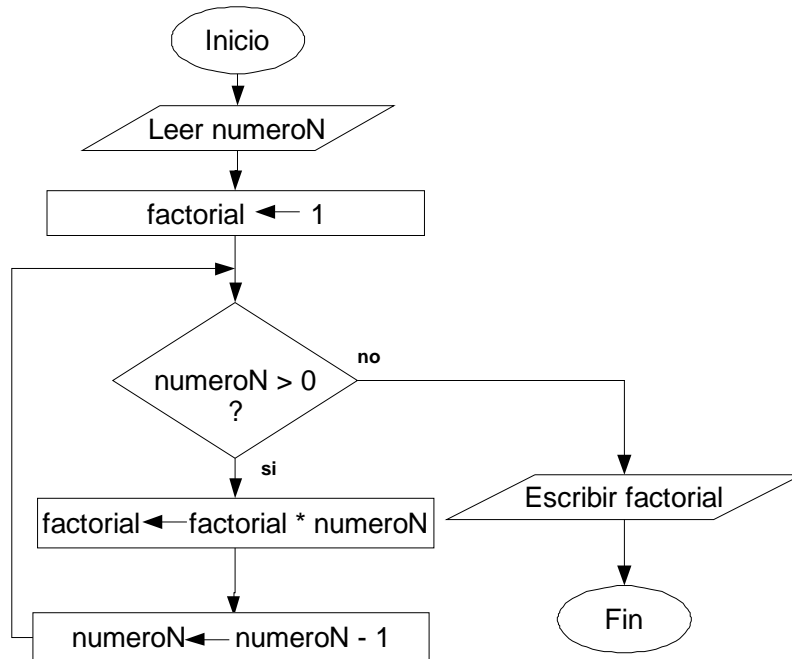 Inicio
Leer numeroN
factorial ← 1
numeroN > 0
?
no
si
factorial ← factorial * numeroN
numeroN ← numeroN - 1
Escribir factorial
Fin